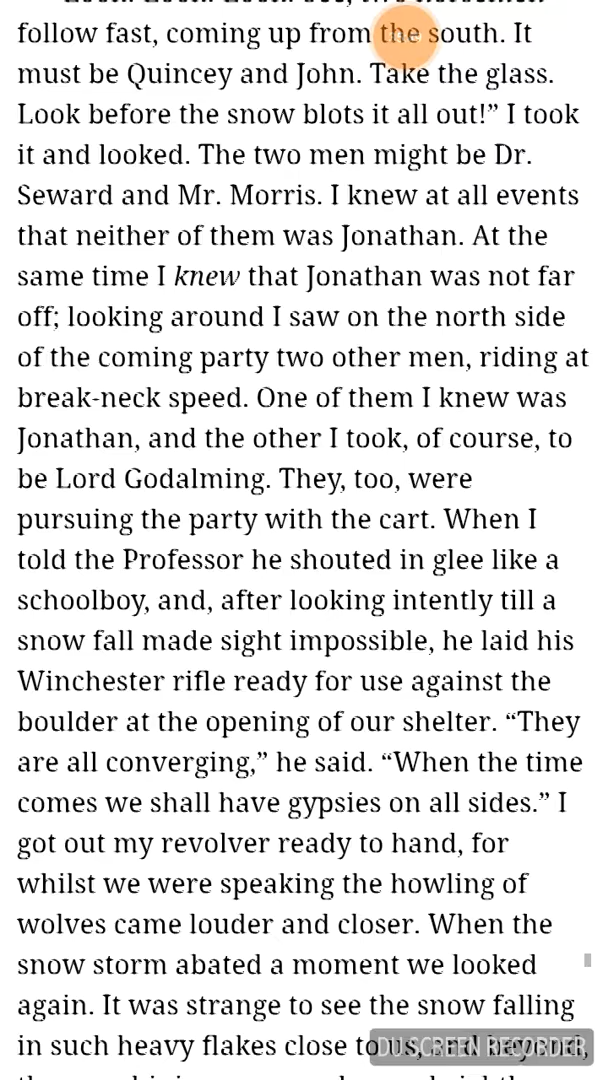 follow fast, coming up from the south. It
must be Quincey and John. Take the glass.
Look before the snow blots it all out!” I took
it and looked. The two men might be Dr.
Seward and Mr. Morris. I knew at all events
that neither of them was Jonathan. At the
same time I knew that Jonathan was not far
off; looking around I saw on the north side
of the coming party two other men, riding at
break-neck speed. One of them I knew was
Jonathan, and the other I took, of course, to
be Lord Godalming. They, too, were
pursuing the party with the cart. When I
told the Professor he shouted in glee like a
schoolboy, and, after looking intently till a
snow fall made sight impossible, he laid his
Winchester rifle ready for use against the
boulder at the opening of our shelter. “They
are all converging,” he said. “When the time
comes we shall have gypsies on all sides.” I
got out my revolver ready to hand, for
whilst we were speaking the howling of
wolves came louder and closer. When the
snow storm abated a moment we looked
again. It was strange to see the snow falling
in such heavy flakes close to us, and beyond,
DU SCREEN RECORDER